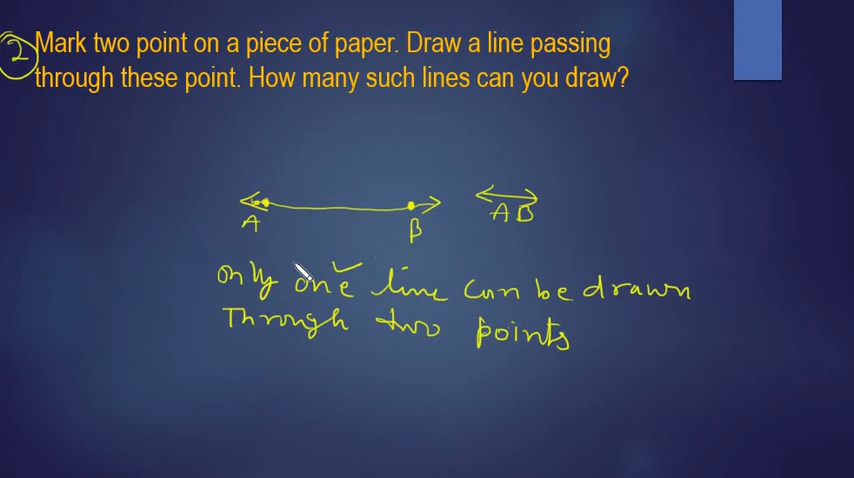 2 Mark two point on a piece of paper. Draw a line passing
through these point. How many such lines can you draw?
A B
AB
only one line can be drawn
Through two points